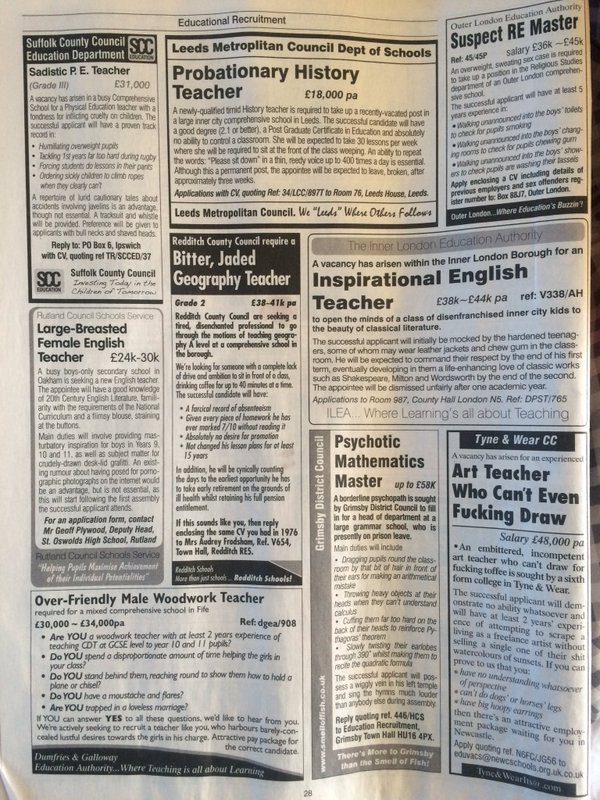 Educational Recruitment
Suffolk County Council
Education Department
SCC
EDUCATION
Sadistic P. E. Teacher
(Grade III) £31,000
A vacancy has arisen in a busy Comprehensive
School for a Physical Education teacher with a
fondness for inflicting cruelty on children. The
successful applicant will have a proven track
record in:
• Humiliating overweight pupils
• Tackling 1st years far too hard during rugby
• Forcing students to do lessons in their pants
• Ordering sickly children to climb ropes
when they clearly can't
A repertoire of lurid cautionary tales about
accidents involving javelins is an advantage,
though not essential. A tracksuit and whistle
will be provided. Preference will be given to
applicants with bull necks and shaved heads.
Reply to: PO Box 6, Ipswich
with CV, quoting ref TR/SCCED/37
SCC
EDUCATION
Suffolk County Council
Investing Today in the
Children of Tomorrow
Leeds Metroplitan Council Dept of Schools
Probationary History
Teacher £18,000 pa
A newly-qualified timid History teacher is required to take up a recently-vacated post in
a large inner city comprehensive school in Leeds. The successful candidate will have
a good degree (2.1 or better), a Post Graduate Certificate in Education and absolutely
no ability to control a classroom. She will be expected to take 30 lessons per week
where she will be required to sit at the front of the class weeping. An ability to repeat
the words: "Please sit down" in a thin, reedy voice up to 400 times a day is essential.
Although this a permanent post, the appointee will be expected to leave, broken, after
approximately three weeks.
Applications with CV, quoting Ref: 34/LCC/897T to Room 76, Leeds House, Leeds.
Leeds Metropolitan Council. We "Leeds" Where Others Follows
Outer London Education Authority
Suspect RE Master
Ref: 45/45P salary £36k ~ £45k
An overweight, sweating sex case is required
to take up a position in the Religious Studies
department of an Outer London comprehensive
school.
The successful applicant will have at least 5
years experience in:
• Walking unannounced into the boys' toilets
to check for pupils smoking
• Walking unannounced into the boys' changing
rooms to check for pupils chewing gum
• Walking unannounced into the boys' showers
to check pupils are washing their tassels
Apply enclosing a CV including details of
previous employers and sex offenders register
number to: Box 88J7, Outer London.
Outer London...Where Education's Buzzin'!
Redditch County Council require a
Bitter, Jaded
Geography Teacher
Grade 2 £38-41k pa
Redditch County Council are seeking a
tired, disenchanted professional to go
through the motions of teaching geography
A level at a comprehensive school in
the borough.
We're looking for someone with a complete lack
of drive and ambition to sit in front of a class,
drinking coffee for up to 40 minutes at a time.
The successful candidate will have:
• A farcical record of absenteeism
• Given every piece of homework he has
ever marked 7/10 without reading it
• Absolutely no desire for promotion
• Not changed his lesson plans for at least
15 years
In addition, he will be cynically counting
the days to the earliest opportunity he has
to take early retirement on the grounds of
ill health whilst retaining his full pension
entitlement.
If this sounds like you, then reply
enclosing the same CV you had in 1976
to Mrs Audrey Frodsham, Ref. V654,
Town Hall, Redditch RE5.
Redditch Schools
More than just schools .. Redditch Schools!
The Inner London Education Authority
A vacancy has arisen within the Inner London Borough for an
Inspirational English
Teacher £38k~£44k pa ref: V338/AH
to open the minds of a class of disenfranchised inner city kids to
the beauty of classical literature.
The successful applicant will initially be mocked by the hardened teenagers,
some of whom may wear leather jackets and chew gum in the classroom.
He will be expected to command their respect by the end of his first
term, eventually developing in them a life-enhancing love of classic works
such as Shakespeare, Milton and Wordsworth by the end of the second.
The appointee will be dismissed unfairly after one academic year.
Applications to Room 987, County Hall London N5. Ref: DPST/765
ILEA... Where Learning's all about Teaching
Rutland Council Schools Service
Large-Breasted
Female English
Teacher £24k-30k
A busy boys-only secondary school in
Oakham is seeking a new English teacher.
The appointee will have a good knowledge
of 20th Century English Literature, familiarity
with the requirements of the National
Curriculum and a flimsy blouse, straining
at the buttons.
Main duties will involve providing masturbatory
inspiration for boys in Years 9,
10 and 11, as well as subject matter for
crudely-drawn desk-lid graffiti. An existing
rumour about having posed for pornographic
photographs on the internet would
be an advantage, but is not essential, as
this will start following the first assembly
the successful applicant attends.
For an application form, contact
Mr Geoff Plywood, Deputy Head,
St. Oswolds High School, Rutland
Rutland Council Schools Service
"Helping Pupils Maximise Achievement
of their Individual Potentialities"
Grimsby District Council
www.smelloffish.co.uk
Psychotic
Mathematics
Master up to £58K
A borderline psychopath is sought by
Grimsby District Council to fill
in for a head of department at a
large grammar school, who is
presently on prison leave.
Main duties will include
• Dragging pupils round the classroom
by that bit of hair in front of
their ears for making an arithmetical
mistake
• Throwing heavy objects at their
heads when they can't understand
calculus
• Cuffing them far too hard on the
back of their heads to reinforce Pythagoras'
theorem
• Slowly twisting their earlobes
through 390° whilst making them to
recite the quadratic formula
The successful applicant will possess
a wiggly vein in his left temple and
sing the hymns much louder
than anybody else during assembly.
Reply quoting ref. 446/HCS
to Education Recruitment,
Grimsby Town Hall HU16 4PX.
There's More to Grimsby
than the Smell of Fish!
Tyne & Wear CC
A vacancy has arisen for an experienced
Art Teacher
Who Can't Even
Fucking Draw
Salary £48,000 pa
• An embittered, incompetent
art teacher who can't draw for
fucking toffee is sought by a sixth
form college in Tyne & Wear.
The successful applicant will demonstrate
no ability whatsoever and
will have at least 2 years' experience
of attempting to scrape a
living as a freelance artist without
selling a single one of their shit
watercolours of sunsets. If you can
prove to us that you:
• have no understanding whatsoever
of perspective
• can't do dogs' or horses' legs
• have big hoopy earrings
then there's an attractive employment
package waiting for you in
Newcastle.
Apply quoting ref. N6FC/JG56 to
educvacs@newcschools.org.uk.co.uk
Tyne&WearItsAt.com
Over-Friendly Male Woodwork Teacher
required for a mixed comprehensive school in Fife
£30,000 ~ £34,000pa Ref: dgea/908
• Are YOU a woodwork teacher with at least 2 years experience of
teaching CDT at GCSE level to year 10 and 11 pupils?
• Do YOU spend a disproportionate amount of time helping the girls in
your class?
• Do YOU stand behind them, reaching round to show them how to hold a
plane or chisel?
• Do YOU have a moustache and flares?
• Are YOU trapped in a loveless marriage?
If YOU can answer YES to all these questions, we'd like to hear from you.
We're actively seeking to recruit a teacher like you, who harbours barely-concealed
lustful desires towards the girls in his charge. Attractive pay package for
the correct candidate.
Dumfries & Galloway
Education Authority...Where Teaching is all about Learning
28